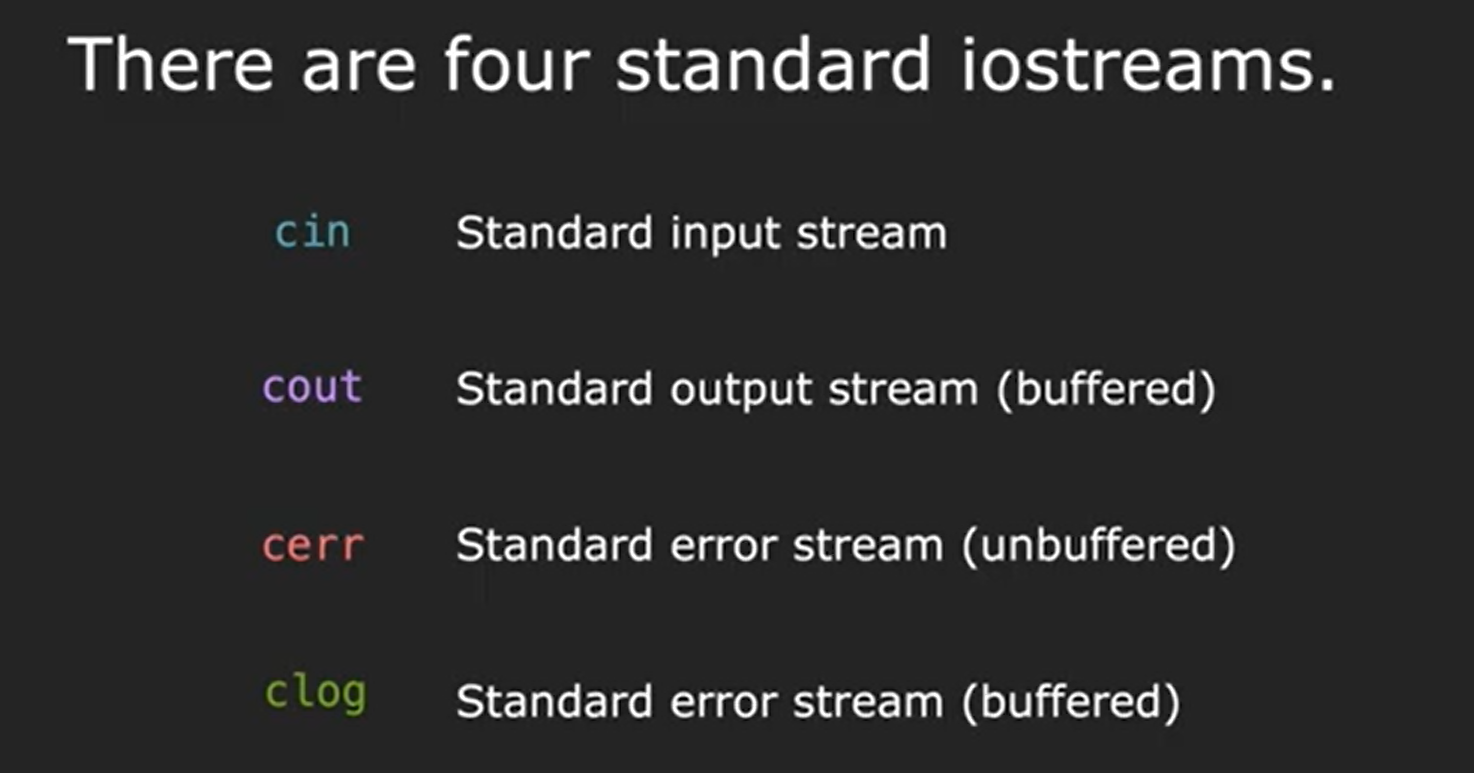 There are four standard iostreams.
cin Standard input stream
cout Standard output stream (buffered)
cerr Standard error stream (unbuffered)
clog Standard error stream (buffered)